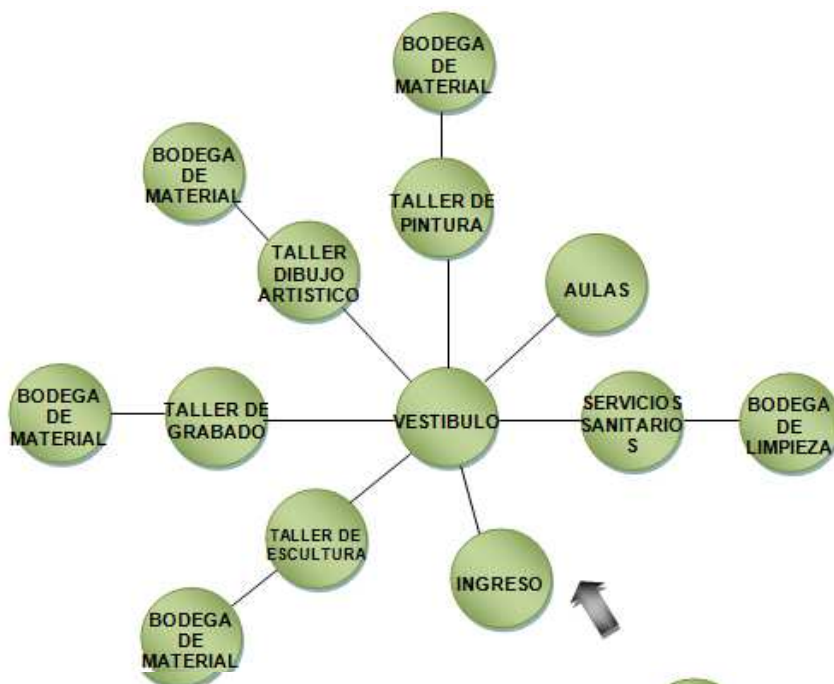 BODEGA
DE
MATERIAL
BODEGA
DE
MATERIAL
TALLER DE
PINTURA
TALLER
DIBUJO
ARTISTICO
AULAS
BODEGA
DE
MATERIAL
TALLER DE
GRABADO
VESTIBULO
SERVICIOS
SANITARIO
S
BODEGA
DE
LIMPIEZA
TALLER DE
ESCULTURA
INGRESO
BODEGA
DE
MATERIAL